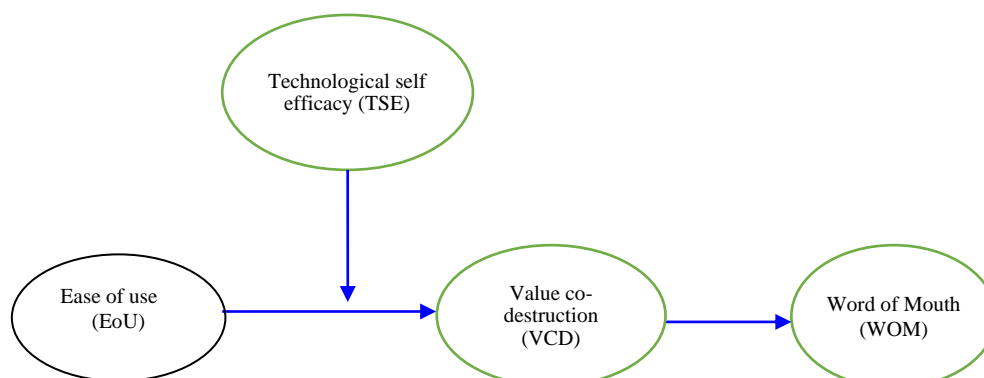 Technological self
efficacy (TSE)
Ease of use
(EoU)
Value co-
destruction
(VCD)
Word of Mouth
(WOM)